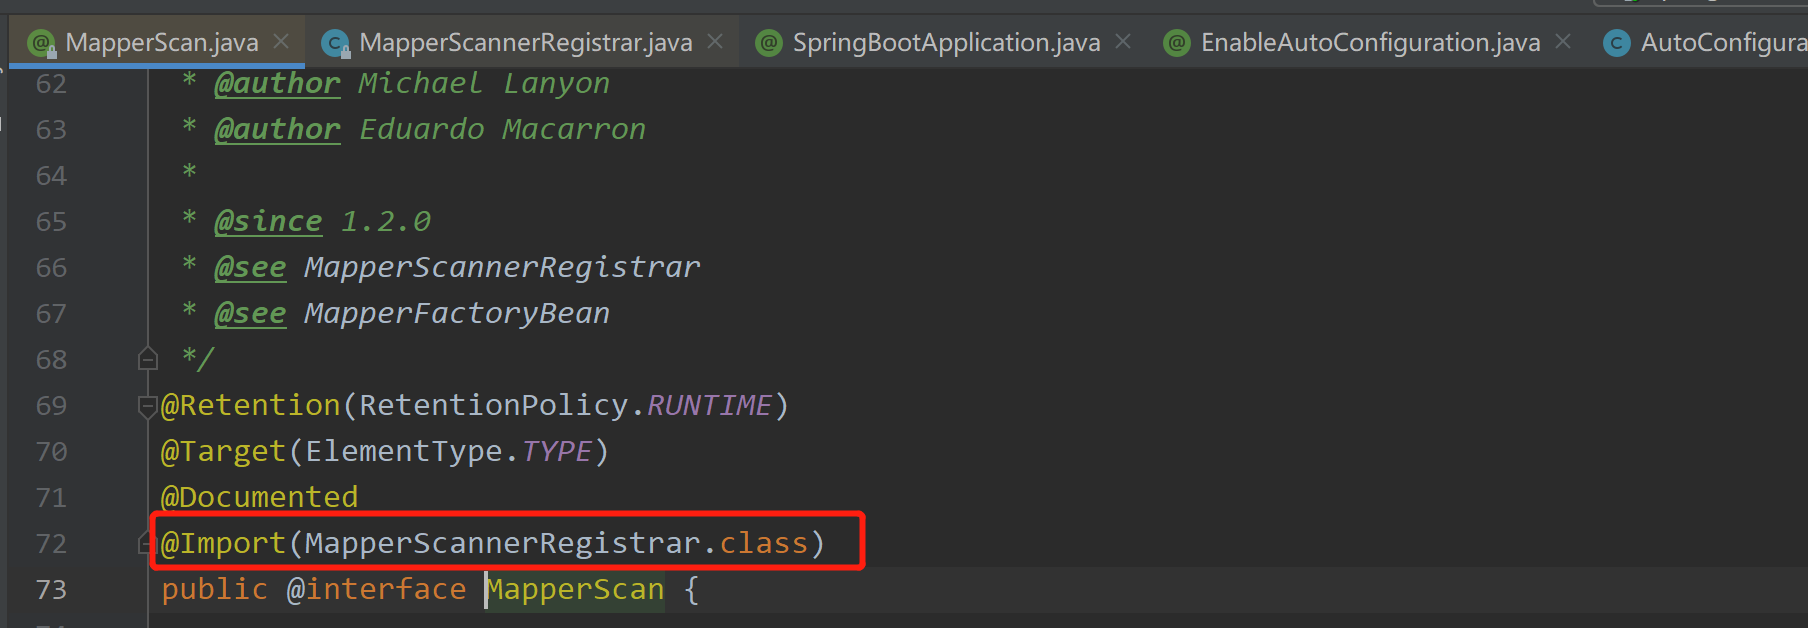 MapperScan.java MapperScannerRegistrar.java SpringBootApplication.java EnableAutoConfiguration.java AutoConfigura
62 * @author Michael Lanyon
63 * @author Eduardo Macarron
64 *
65 * @since 1.2.0
66 * @see MapperScannerRegistrar
67 * @see MapperFactoryBean
68 */
69 @Retention(RetentionPolicy.RUNTIME)
70 @Target(ElementType.TYPE)
71 @Documented
72 @Import(MapperScannerRegistrar.class)
73 public @interface MapperScan {